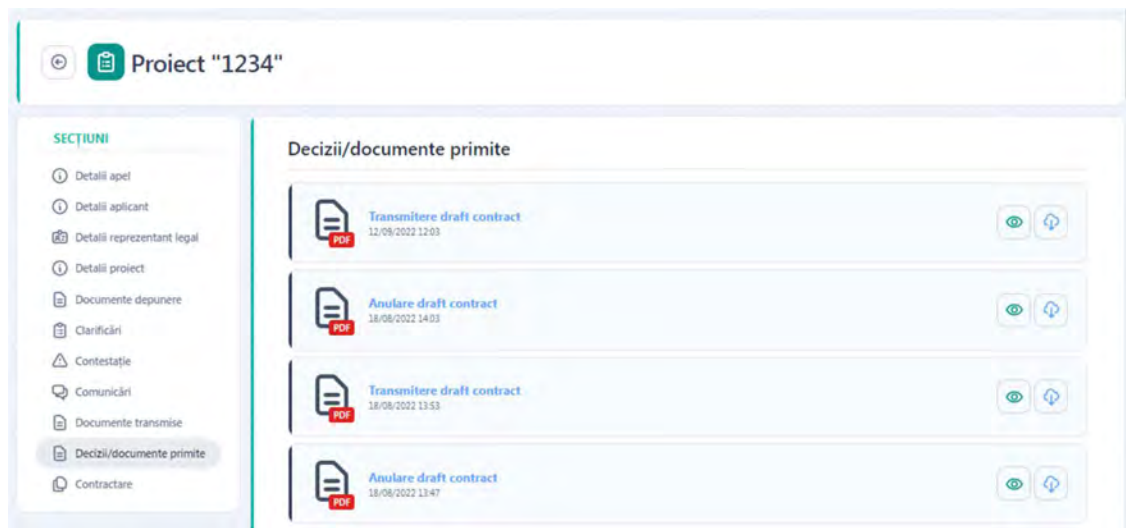 Proiect "1234"
SECȚIUNI
Detalii apel
Detalii aplicant
Detalii reprezentant legal
Detalii proiect
Documente depunere
Clarificări
Contestație
Comunicări
Documente transmise
Decizii/documente primite
Contractare
Decizii/documente primite
PDF
Transmitere draft contract
12/09/2022 12:03
PDF
Anulare draft contract
18/08/2022 14:03
PDF
Transmitere draft contract
18/08/2022 13:53
PDF
Anulare draft contract
18/08/2022 13:47